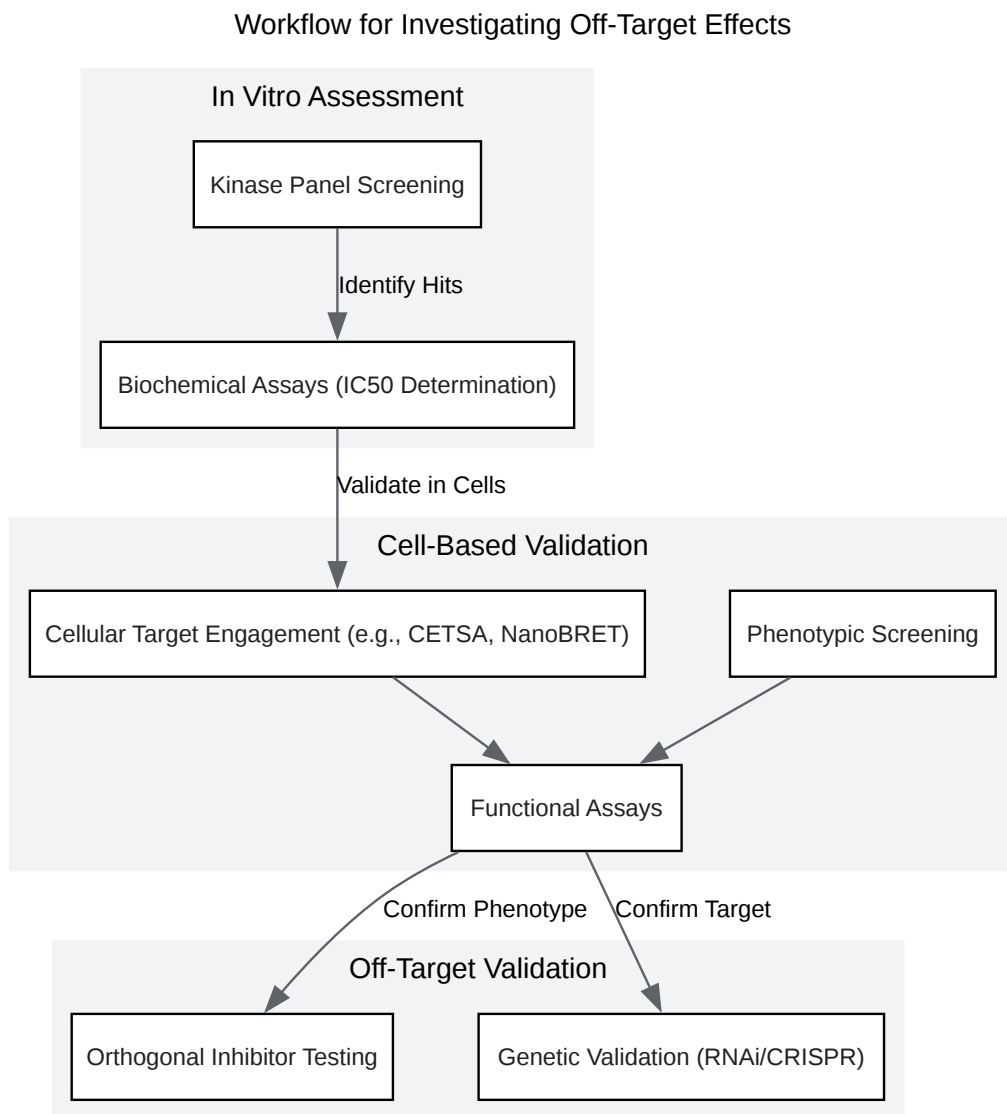 Workflow for Investigating Off-Target Effects
In Vitro Assessment
Kinase Panel Screening
Identify Hits
Biochemical Assays (IC50 Determination)
Validate in Cells
Cell-Based Validation
Cellular Target Engagement (e.g., CETSA, NanoBRET)
Phenotypic Screening
Functional Assays
Confirm Phenotype
Confirm Target
Off-Target Validation
Orthogonal Inhibitor Testing
Genetic Validation (RNAi/CRISPR)